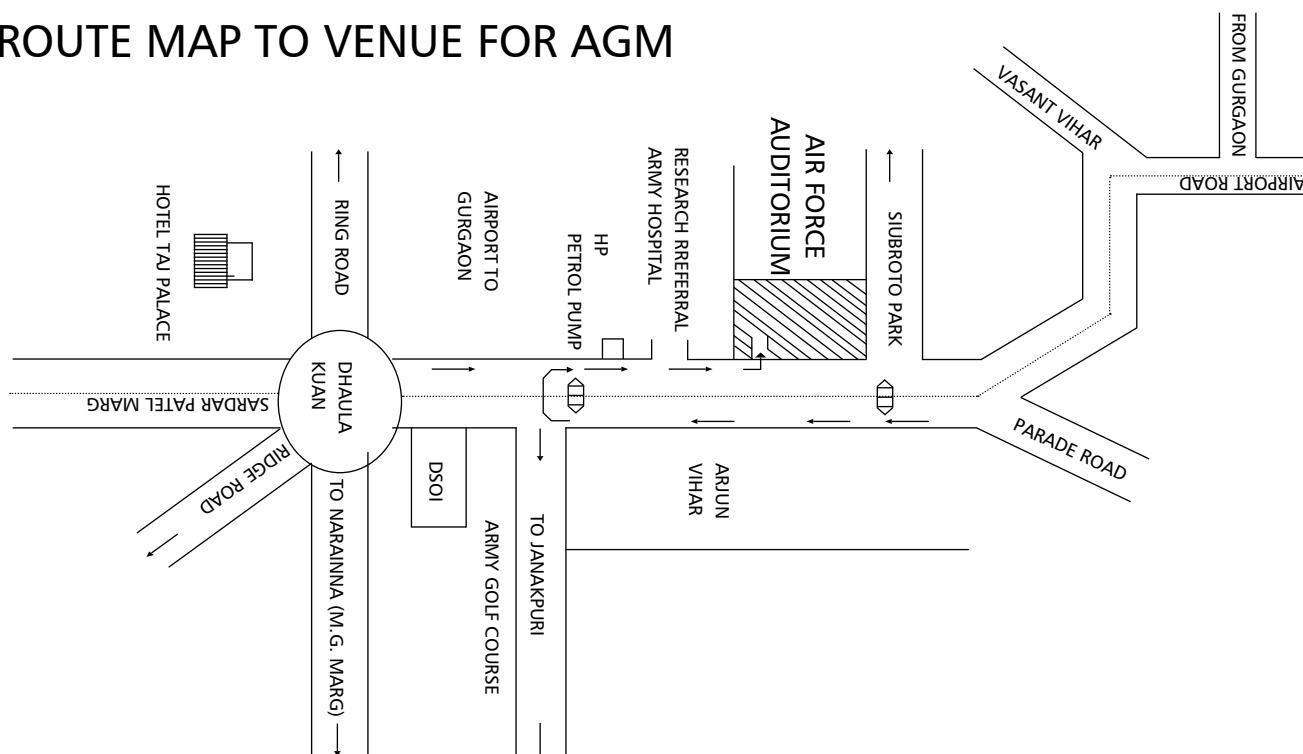 ROUTE MAP TO VENUE FOR AGM
FROM GURGAON
VASANT VIHAR
AIRPORT ROAD
AIR FORCE
AUDITORIUM
RESEARCH RREFERRAL
ARMY HOSPITAL
SIUBROTO PARK
HOTEL TAJ PALACE
RING ROAD
AIRPORT TO
GURGAON
HP
PETROL PUMP
DHAULA
KUAN
SARDAR PATEL MARG
RIDGE ROAD
PARADE ROAD
DSOI
ARJUN
VIHAR
TO NARAINNA (M.G. MARG)
ARMY GOLF COURSE
TO JANAKPURI